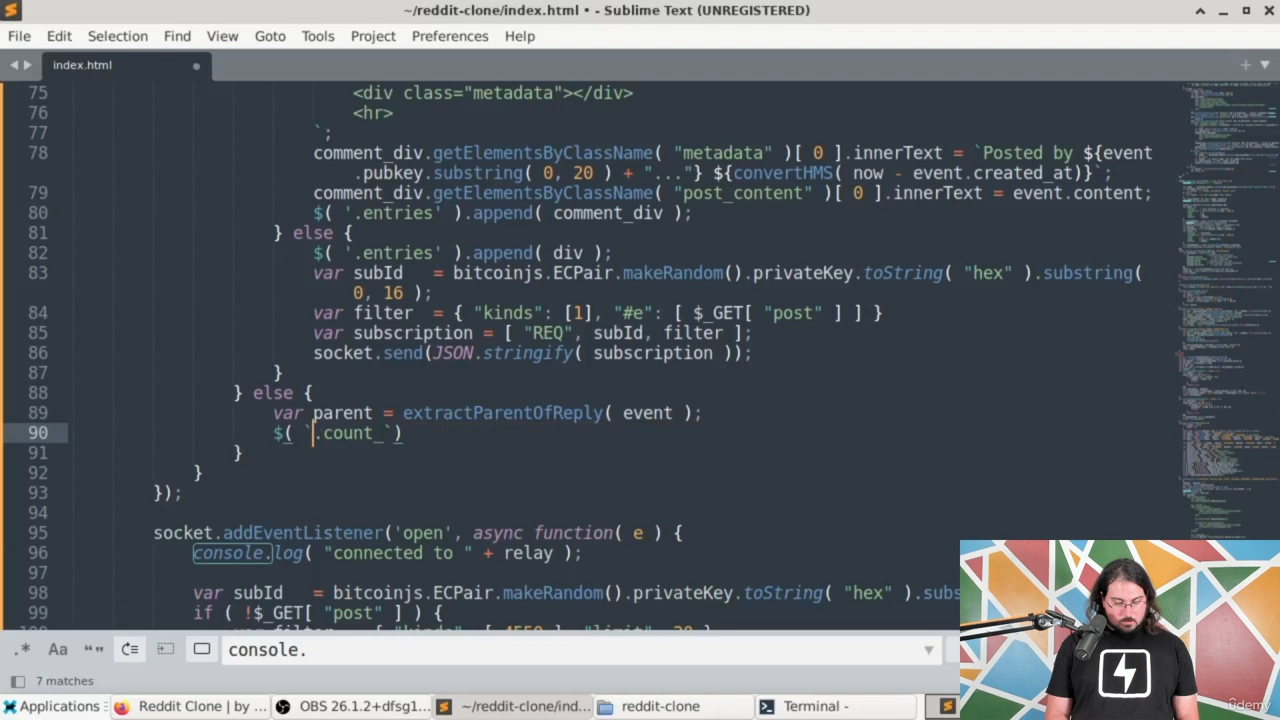 ~/reddit-clone/index.html • - Sublime Text (UNREGISTERED)
File Edit Selection Find View Goto Tools Project Preferences Help
index.html
75 <div class="metadata"></div>
76 <hr>
77 `;
78 comment_div.getElementsByClassName( "metadata" )[ 0 ].innerText = `Posted by ${event
.pubkey.substring( 0, 20 ) + "..."} ${convertHMS( now - event.created_at)}`;
79 comment_div.getElementsByClassName( "post_content" )[ 0 ].innerText = event.content;
80 $( '.entries' ).append( comment_div );
81 } else {
82 $( '.entries' ).append( div );
83 var subId = bitcoinjs.ECPair.makeRandom().privateKey.toString( "hex" ).substring(
0, 16 );
84 var filter = { "kinds": [1], "#e": [ $_GET[ "post" ] ] }
85 var subscription = [ "REQ", subId, filter ];
86 socket.send(JSON.stringify( subscription ));
87 }
88 } else {
89 var parent = extractParentOfReply( event );
90 $( `.count_`)
91 }
92 }
93 });
94
95 socket.addEventListener('open', async function( e ) {
96 console.log( "connected to " + relay );
97
98 var subId = bitcoinjs.ECPair.makeRandom().privateKey.toString( "hex" ).subs
99 if ( !$_GET[ "post" ] ) {
.* Aa “” console.
7 matches
Applications Reddit Clone | by ... OBS 26.1.2+dfsg1... ~/reddit-clone/ind... reddit-clone Terminal -
ûdemy